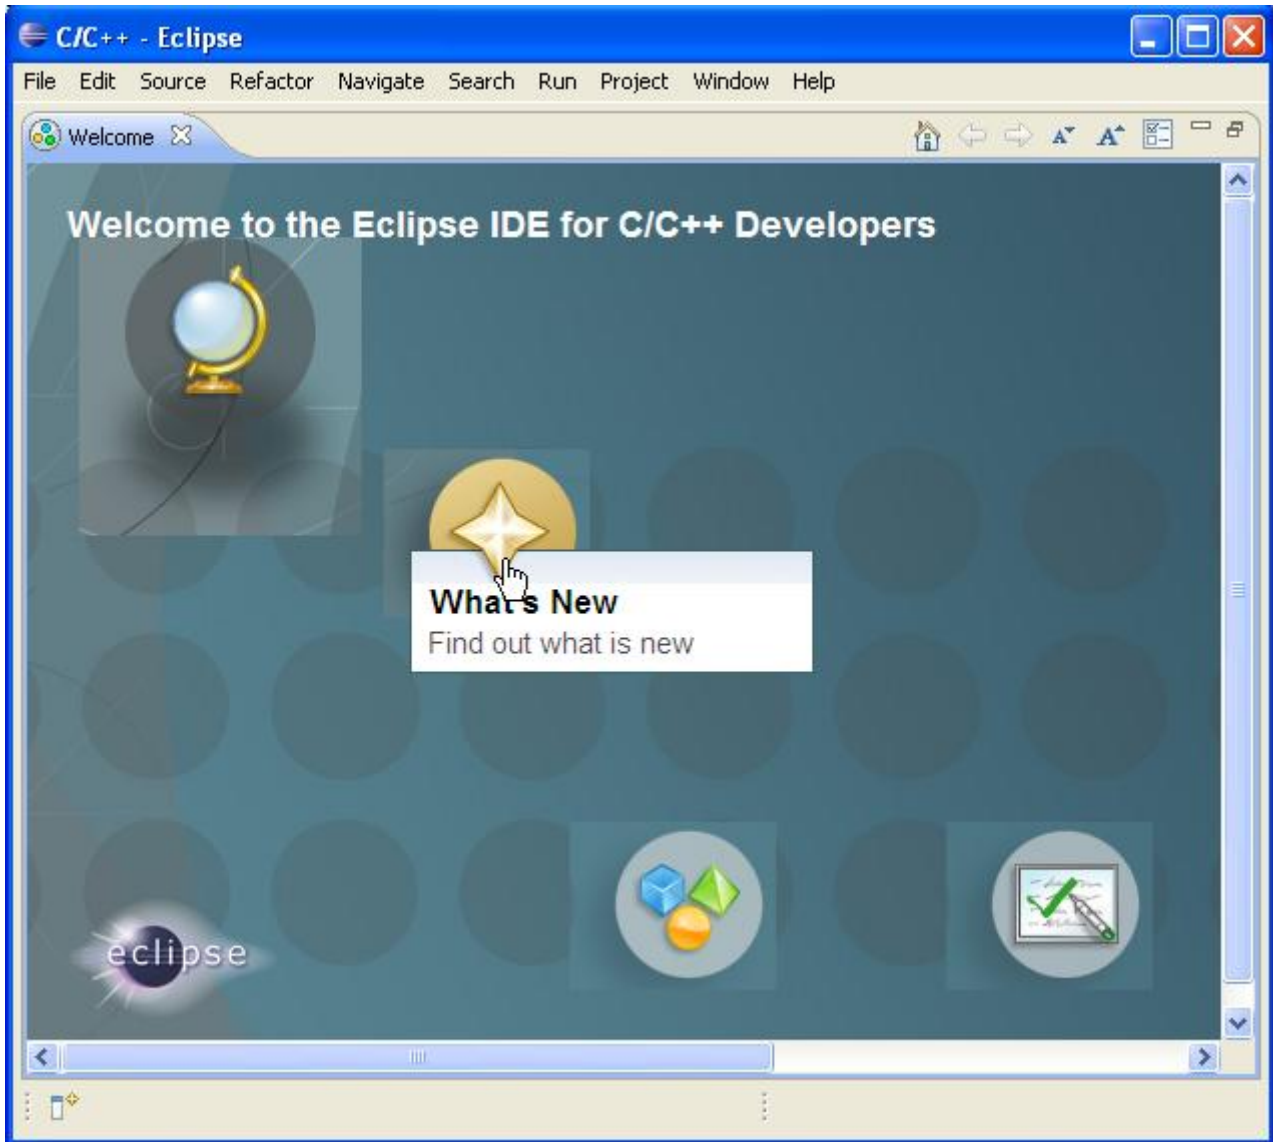 C/C++ - Eclipse
File Edit Source Refactor Navigate Search Run Project Window Help
Welcome
Welcome to the Eclipse IDE for C/C++ Developers
What's New
Find out what is new
eclipse